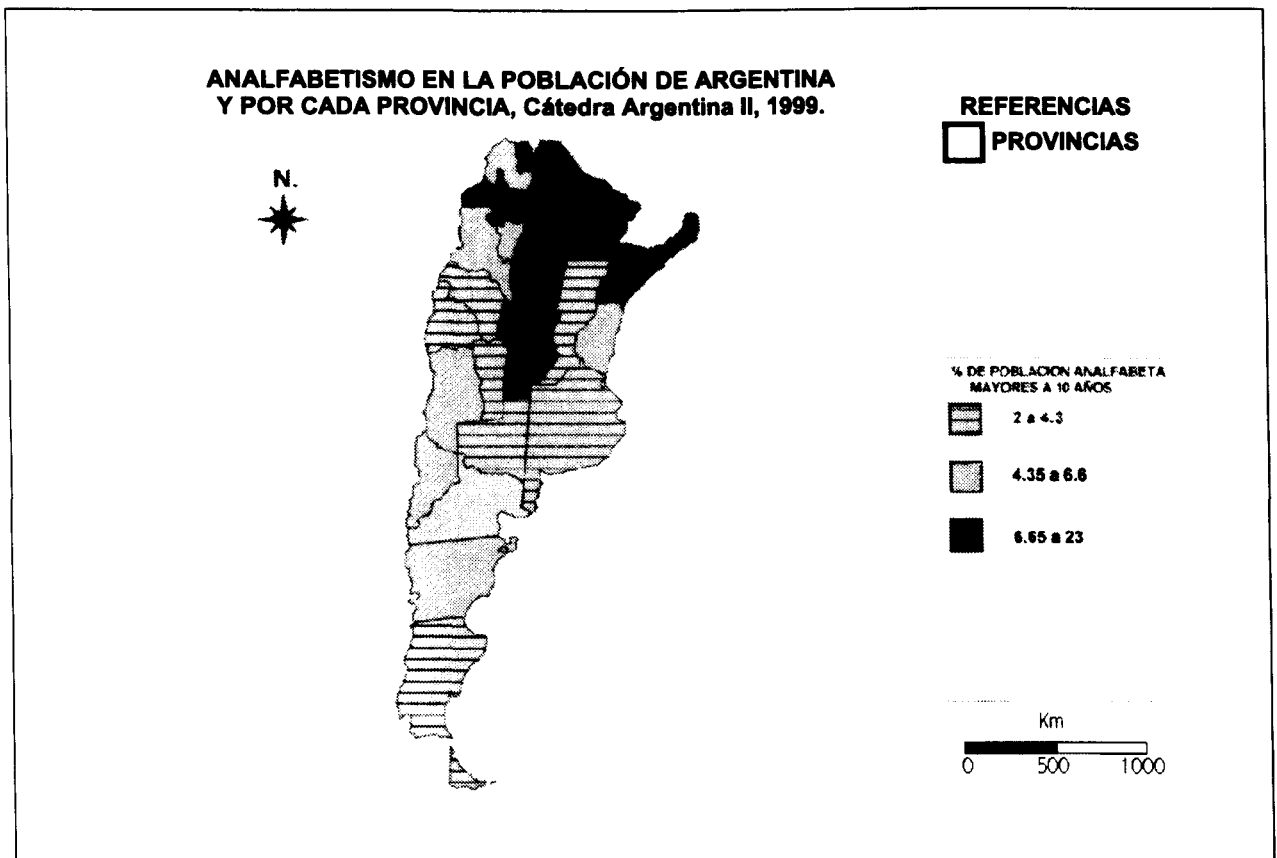 ANALFABETISMO EN LA POBLACIÓN DE ARGENTINA
Y POR CADA PROVINCIA, Cátedra Argentina II, 1999.
REFERENCIAS
PROVINCIAS
N.
% DE POBLACION ANALFABETA
MAYORES A 10 AÑOS
2 a 4.3
4.35 a 6.6
6.65 a 23
Km
0 500 1000